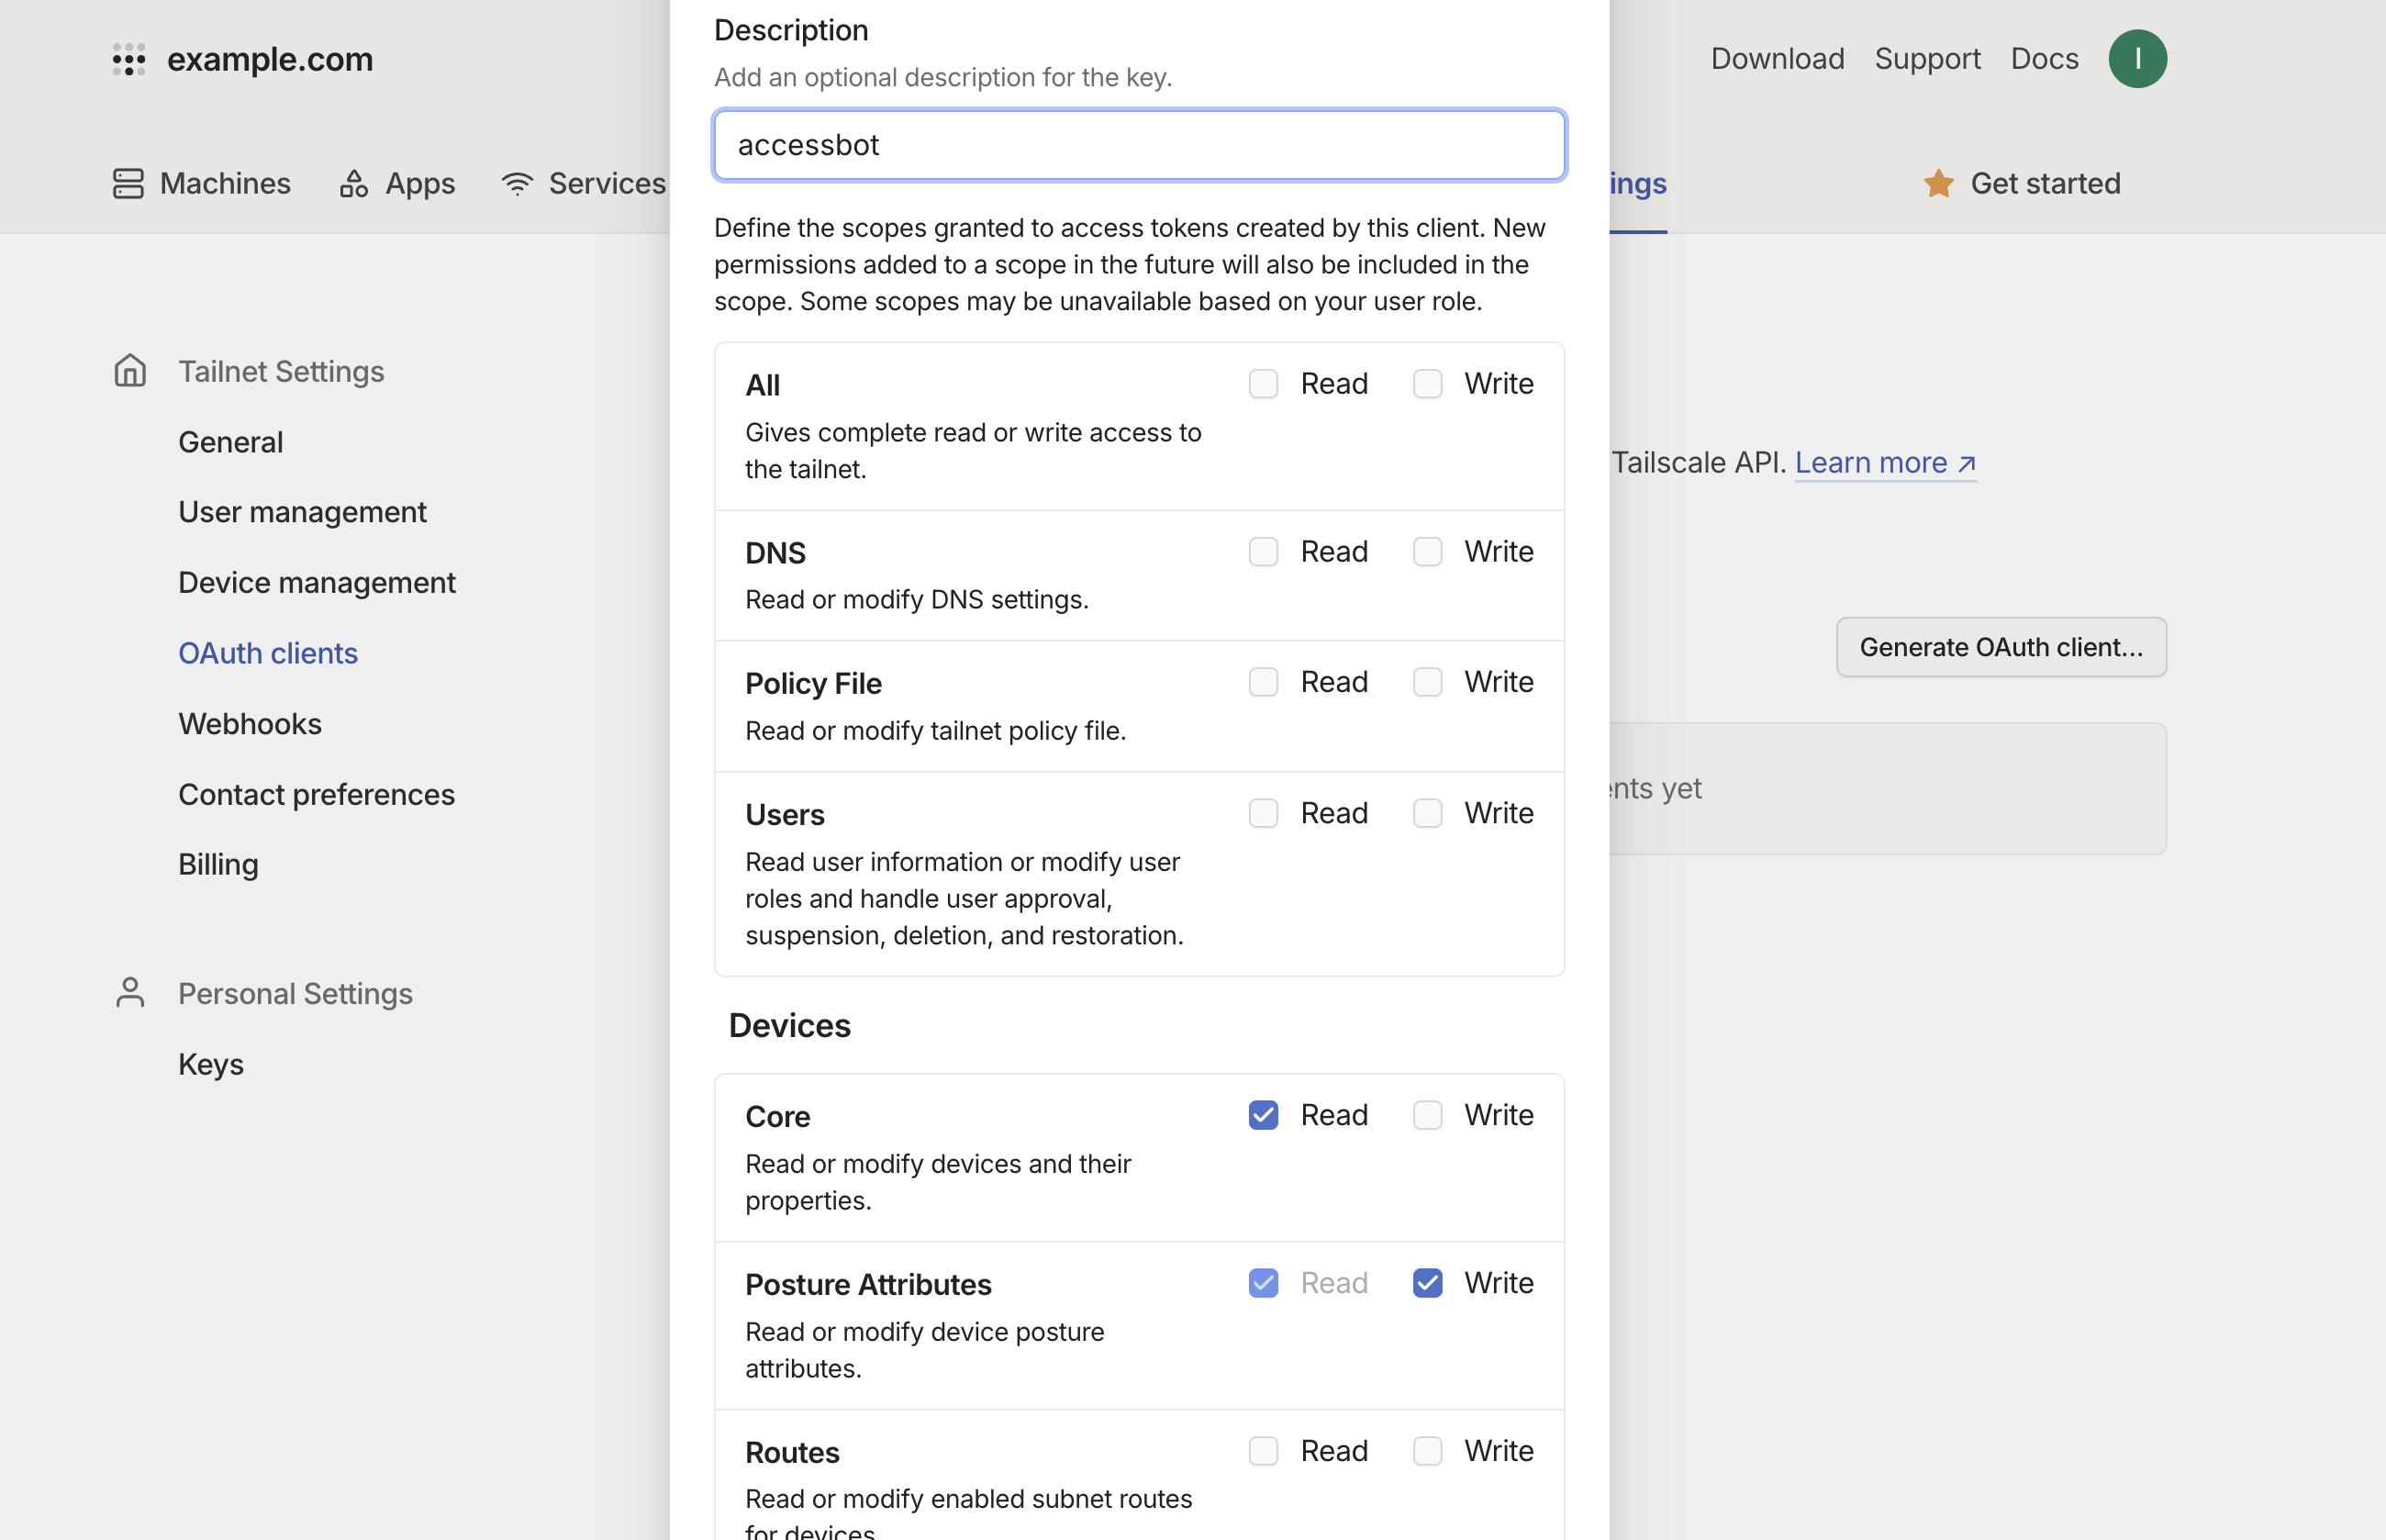 example.com
Download Support Docs I
Machines Apps Services
ings
Get started
Tailnet Settings
General
User management
Device management
OAuth clients
Webhooks
Contact preferences
Billing
Personal Settings
Keys
Description
Add an optional description for the key.
accessbot
Define the scopes granted to access tokens created by this client. New
permissions added to a scope in the future will also be included in the
scope. Some scopes may be unavailable based on your user role.
All Read Write
Gives complete read or write access to
the tailnet.
DNS Read Write
Read or modify DNS settings.
Policy File Read Write
Read or modify tailnet policy file.
Users Read Write
Read user information or modify user
roles and handle user approval,
suspension, deletion, and restoration.
Devices
Core Read Write
Read or modify devices and their
properties.
Posture Attributes Read Write
Read or modify device posture
attributes.
Routes Read Write
Read or modify enabled subnet routes
for devices
Tailscale API. Learn more ↗
Generate OAuth client...
ents yet